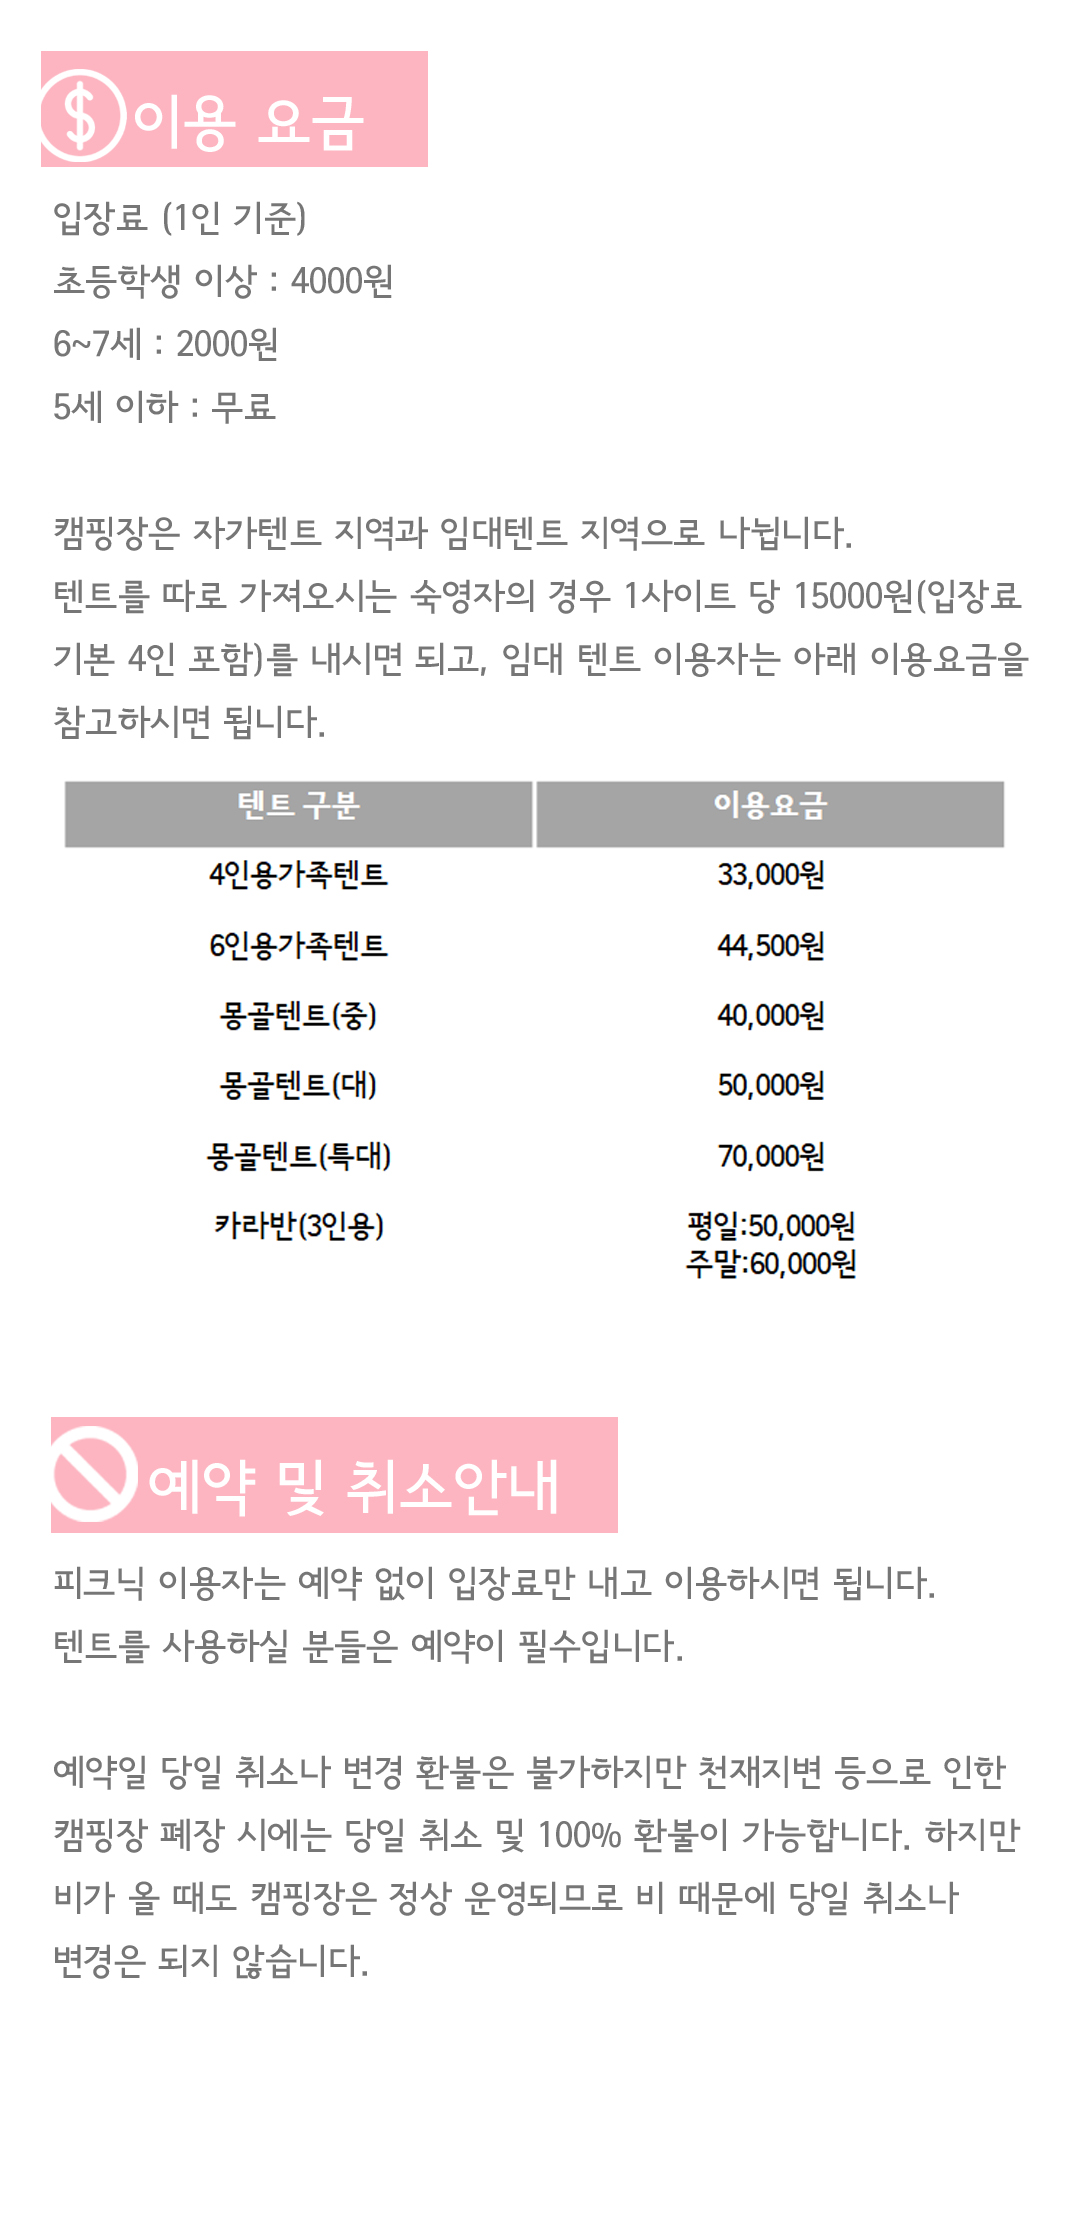 이용 요금
입장료 (1인 기준)
초등학생 이상 : 4000원
6~7세 : 2000원
5세 이하 : 무료
캠핑장은 자가텐트 지역과 임대텐트 지역으로 나뉩니다.
텐트를 따로 가져오시는 숙영자의 경우 1사이트 당 15000원(입장료
기본 4인 포함)를 내시면 되고, 임대 텐트 이용자는 아래 이용요금을
참고하시면 됩니다.
텐트 구분 이용요금
4인용가족텐트 33,000원
6인용가족텐트 44,500원
몽골텐트(중) 40,000원
몽골텐트(대) 50,000원
몽골텐트(특대) 70,000원
카라반(3인용) 평일:50,000원
주말:60,000원
예약 및 취소안내
피크닉 이용자는 예약 없이 입장료만 내고 이용하시면 됩니다.
텐트를 사용하실 분들은 예약이 필수입니다.
예약일 당일 취소나 변경 환불은 불가하지만 천재지변 등으로 인한
캠핑장 폐장 시에는 당일 취소 및 100% 환불이 가능합니다. 하지만
비가 올 때도 캠핑장은 정상 운영되므로 비 때문에 당일 취소나
변경은 되지 않습니다.